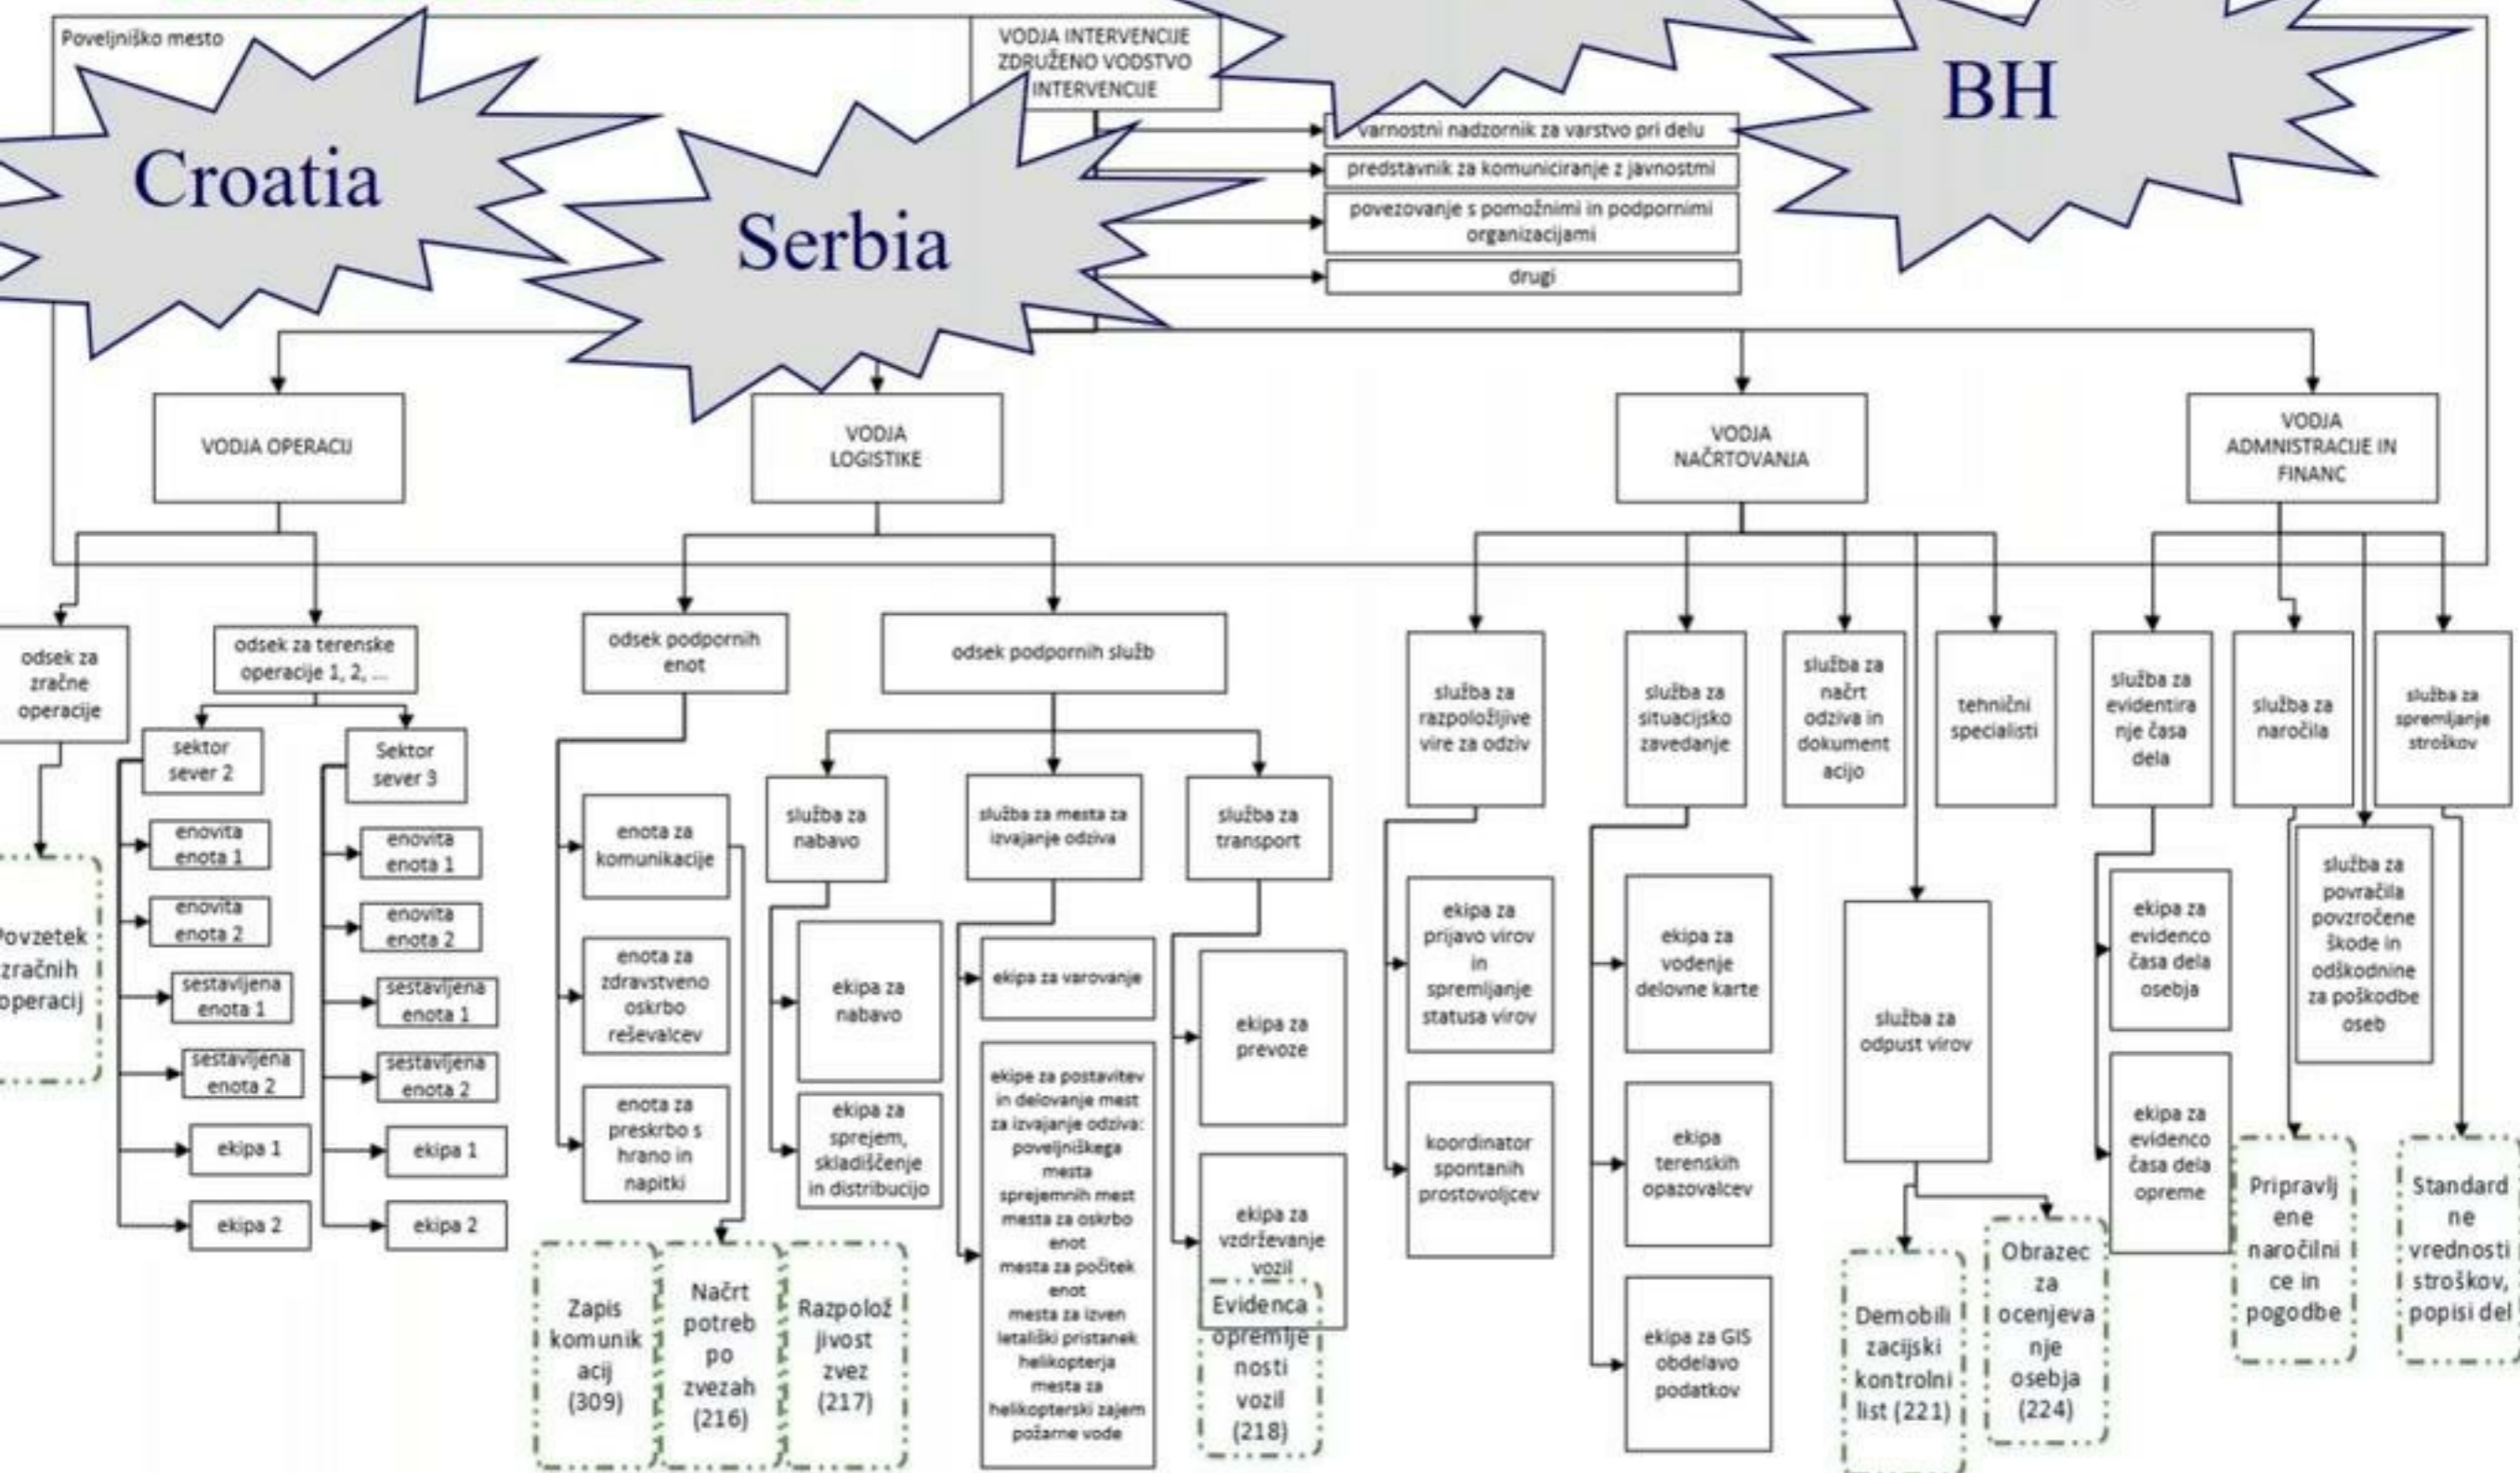 Poveljniško mesto
VODJA INTERVENCIJE
ZDRUŽENO VODSTVO
INTERVENCIJE
Croatia
Serbia
BH
varnostni nadzornik za varstvo pri delu
predstavnik za komuniciranje z javnostmi
povezovanje s pomožnimi in podpornimi
organizacijami
drugi
VODJA OPERACIJ
VODJA
LOGISTIKE
VODJA
NAČRTOVANJA
VODJA
ADMNISTRACIJE IN
FINANC
odsek za
zračne
operacije
odsek za terenske
operacije 1, 2, ...
odsek podpornih
enot
odsek podpornih služb
služba za
razpoložljive
vire za odziv
služba za
situacijsko
zavedanje
služba za
načrt
odziva in
dokument
acijo
tehnični
specialisti
služba za
evidentira
nje časa
dela
služba za
naročila
služba za
spremljanje
stroškov
sektor
sever 2
Sektor
sever 3
enovita
enota 1
enovita
enota 2
sestavljena
enota 1
sestavljena
enota 2
ekipa 1
ekipa 2
enovita
enota 1
enovita
enota 2
sestavljena
enota 1
sestavljena
enota 2
ekipa 1
ekipa 2
Povzetek
zračnih
operacij
enota za
komunikacije
enota za
zdravstveno
oskrbo
reševalcev
enota za
preskrbo s
hrano in
napitki
služba za
nabavo
služba za mesta za
izvajanje odziva
služba za
transport
ekipa za
nabavo
ekipa za
sprejem,
skladiščenje
in distribucijo
ekipa za varovanje
ekipe za postavitev
in delovanje mest
za izvajanje odziva:
poveljniškega
mesta
sprejemnih mest
mesta za oskrbo
enot
mesta za počitek
enot
mesta za izven
letališki pristanek
helikopterja
mesta za
helikopterski zajem
požarne vode
ekipa za
prevoze
ekipa za
vzdrževanje
vozil
Evidenca
opremlje
nosti
vozil
(218)
Zapis
komunik
acij
(309)
Načrt
potreb
po
zvezah
(216)
Razpolož
jivost
zvez
(217)
ekipa za
prijavo virov
in
spremljanje
statusa virov
koordinator
spontanih
prostovoljcev
ekipa za
vodenje
delovne karte
ekipa
terenskih
opazovalcev
ekipa za GIS
obdelavo
podatkov
služba za
odpust virov
Demobili
zacijski
kontrolni
list (221)
Obrazec
za
ocenjeva
nje
osebja
(224)
ekipa za
evidenco
časa dela
osebja
ekipa za
evidenco
časa dela
opreme
služba za
povračila
povzročene
škode in
odškodnine
za poškodbe
oseb
Pripravlj
ene
naročilni
ce in
pogodbe
Standard
ne
vrednosti
stroškov,
popisi del